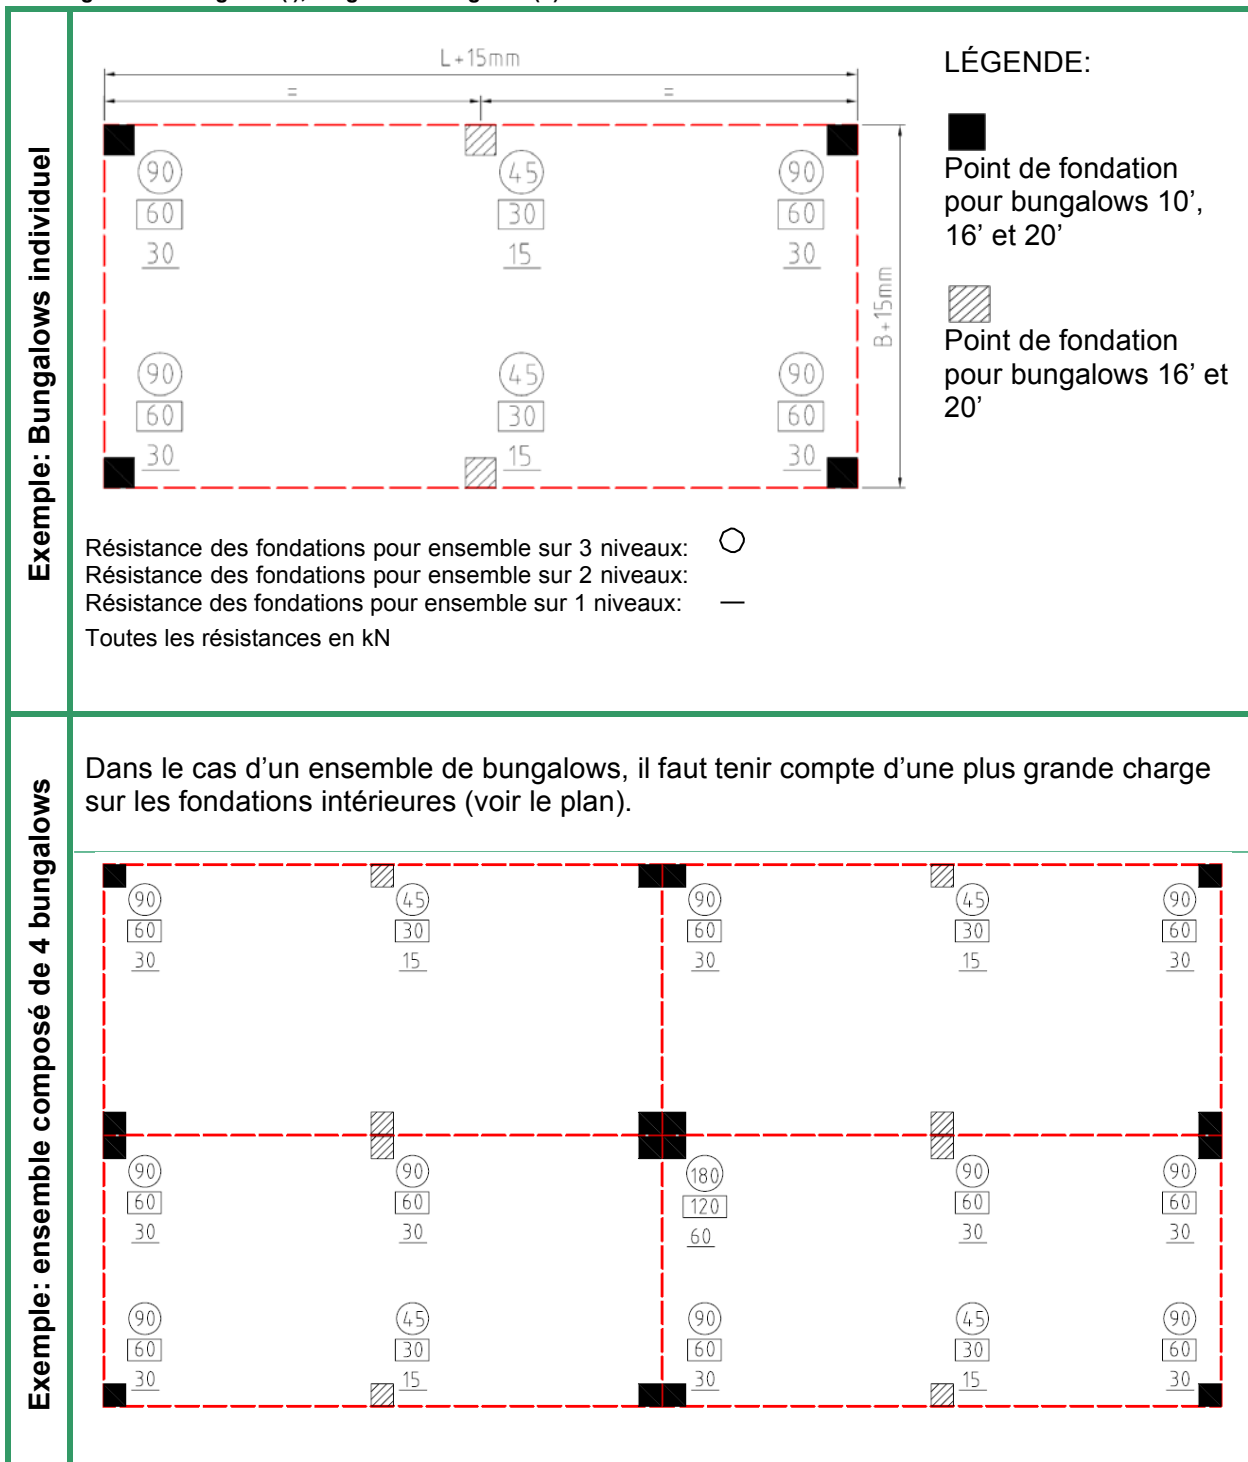 Exemple: Bungalows individuel
L+15mm
= =
90 45 90
60 30 60
30 15 30
B+15mm
90 45 90
60 30 60
30 15 30
LÉGENDE:
Point de fondation
pour bungalows 10’,
16’ et 20’
Point de fondation
pour bungalows 16’ et
20’
Résistance des fondations pour ensemble sur 3 niveaux:
Résistance des fondations pour ensemble sur 2 niveaux:
Résistance des fondations pour ensemble sur 1 niveaux: —
Toutes les résistances en kN
Exemple: ensemble composé de 4 bungalows
Dans le cas d’un ensemble de bungalows, il faut tenir compte d’une plus grande charge
sur les fondations intérieures (voir le plan).
90 45 90 45 90
60 30 60 30 60
30 15 30 15 30
90 90 180 90 90
60 60 120 60 60
30 30 60 30 30
90 45 90 45 90
60 30 60 30 60
30 15 30 15 30